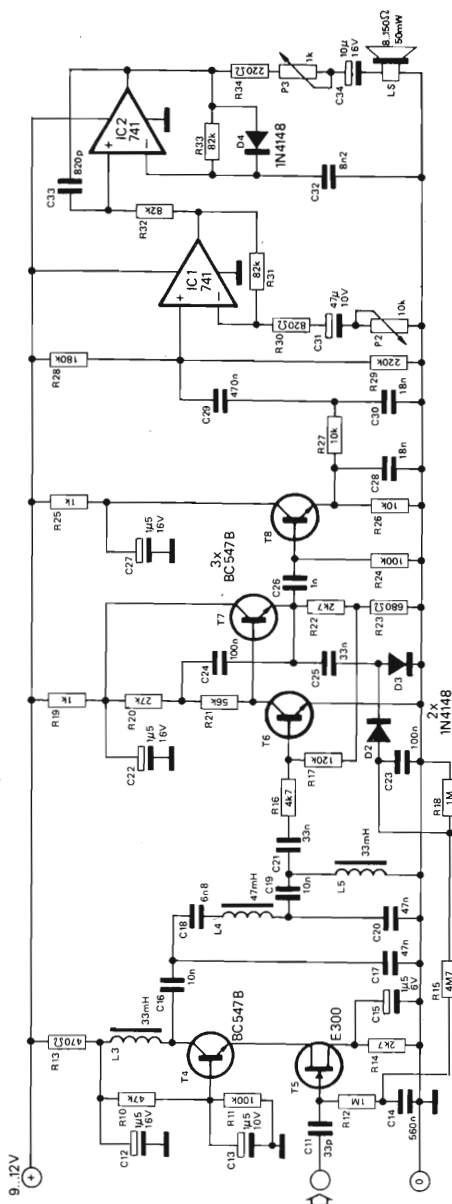 9...12V
+
R13
470Ω
L3
33mH
C12
1µ5
16V
R10
47k
T4
BC547B
C13
1µ5
10V
R11
100k
C11
33p
T5
E300
R12
1M
C14
560n
R14
2k7
C15
1µ5
6V
0
R15
4M7
C16
10n
C17
47n
C18
6n8
L4
47mH
C19
10n
C20
47n
L5
33mH
C21
33n
R16
4k7
R17
120k
R18
1M
R19
1k
C22
1µ5
16V
R20
27k
R21
56k
C24
100n
T6
T7
3x
BC547B
C23
100n
D2
D3
2x
1N4148
C25
33n
R22
2k7
R23
680Ω
C26
1n
R24
100k
R25
1k
C27
1µ5
16V
T8
R26
10k
R27
10k
C28
18n
C30
18n
C29
470n
R28
180k
R29
220k
IC1
741
+
−
R30
820Ω
R31
82k
C31
47µ
10V
P2
10k
R32
82k
C33
820p
IC2
741
+
−
R33
82k
D4
1N4148
C32
8n2
R34
220Ω
P3
1k
C34
10µ
16V
LS
8...150Ω
50mW